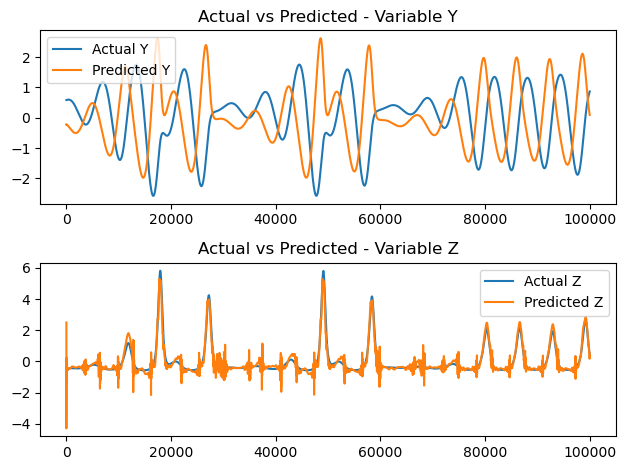 Actual vs Predicted - Variable Y
Actual Y
Predicted Y
2
1
0
−1
−2
0 20000 40000 60000 80000 100000
Actual vs Predicted - Variable Z
Actual Z
Predicted Z
6
4
2
0
−2
−4
0 20000 40000 60000 80000 100000